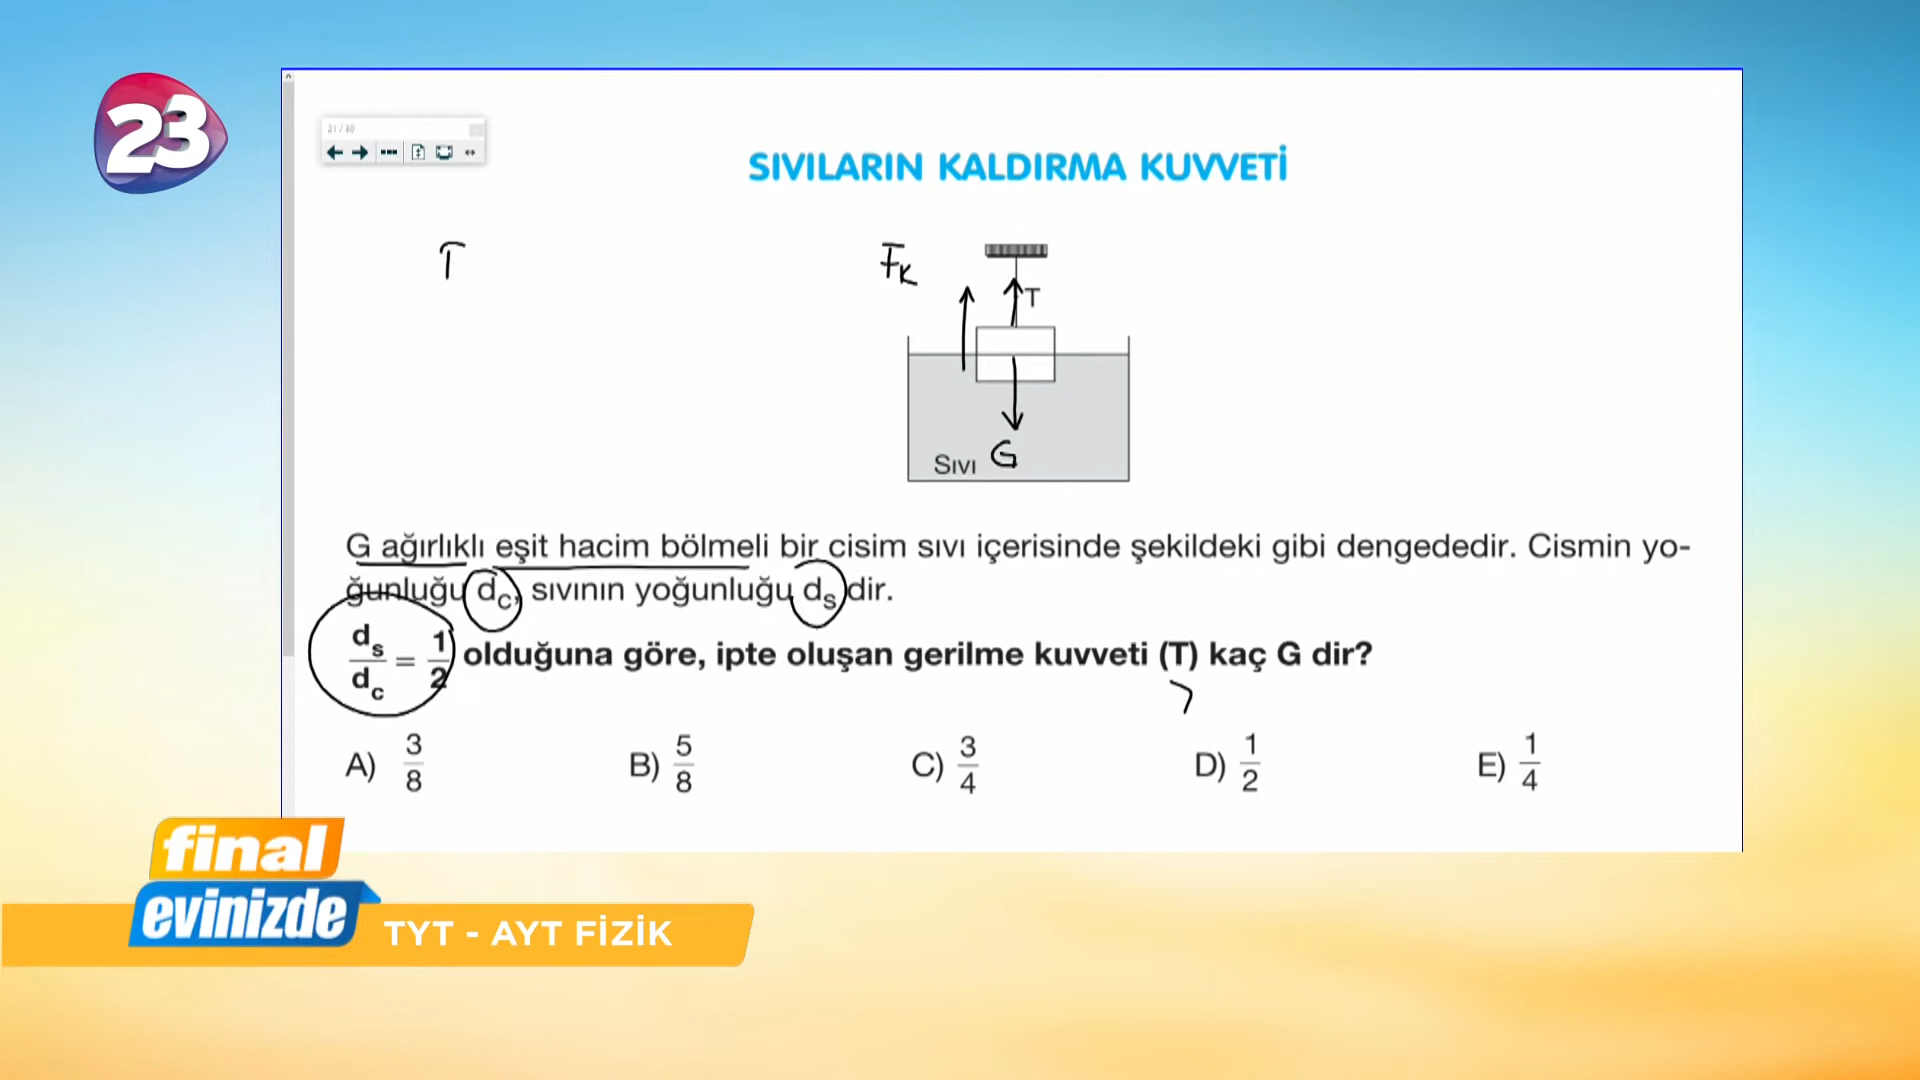 23
21 / 30
SIVILARIN KALDIRMA KUVVETİ
T
FK
T
Sıvı G
G ağırlıklı eşit hacim bölmeli bir cisim sıvı içerisinde şekildeki gibi dengededir. Cismin yo-
ğunluğu dc, sıvının yoğunluğu ds dir.
ds/dc = 1/2 olduğuna göre, ipte oluşan gerilme kuvveti (T) kaç G dir?
A) 3/8 B) 5/8 C) 3/4 D) 1/2 E) 1/4
final
evinizde
TYT - AYT FİZİK